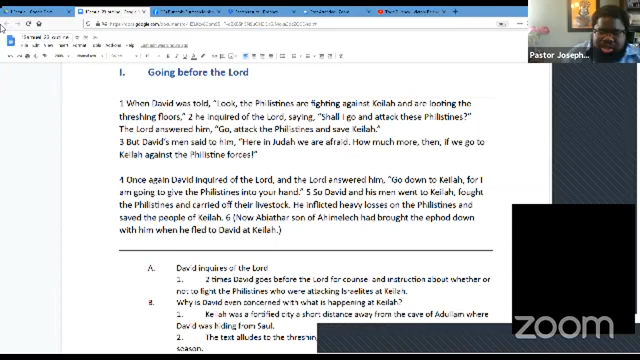 1Samuel_23_outline
File Edit View Insert Format Tools
I. Going before the Lord
1 When David was told, "Look, the Philistines are fighting against Keilah and are looting the
threshing floors," 2 he inquired of the Lord, saying, "Shall I go and attack these Philistines?"
The Lord answered him, "Go, attack the Philistines and save Keilah."
3 But David's men said to him, "Here in Judah we are afraid. How much more, then, if we go to
Keilah against the Philistine forces!"
4 Once again David inquired of the Lord, and the Lord answered him, "Go down to Keilah, for I
am going to give the Philistines into your hand." 5 So David and his men went to Keilah, fought
the Philistines and carried off their livestock. He inflicted heavy losses on the Philistines and
saved the people of Keilah. 6 (Now Abiathar son of Ahimelech had brought the ephod down
with him when he fled to David at Keilah.)
A. David inquires of the Lord
1. 2 times David goes before the Lord for counsel and instruction about whether or
not to fight the Philistines who were attacking Israelites at Keilah.
B. Why is David even concerned with what is happening at Keilah?
1. Keilah was a fortified city a short distance away from the cave of Adullam where
David was hiding from Saul.
2. The text alludes to the threshin
season.
Pastor Joseph...
zoom